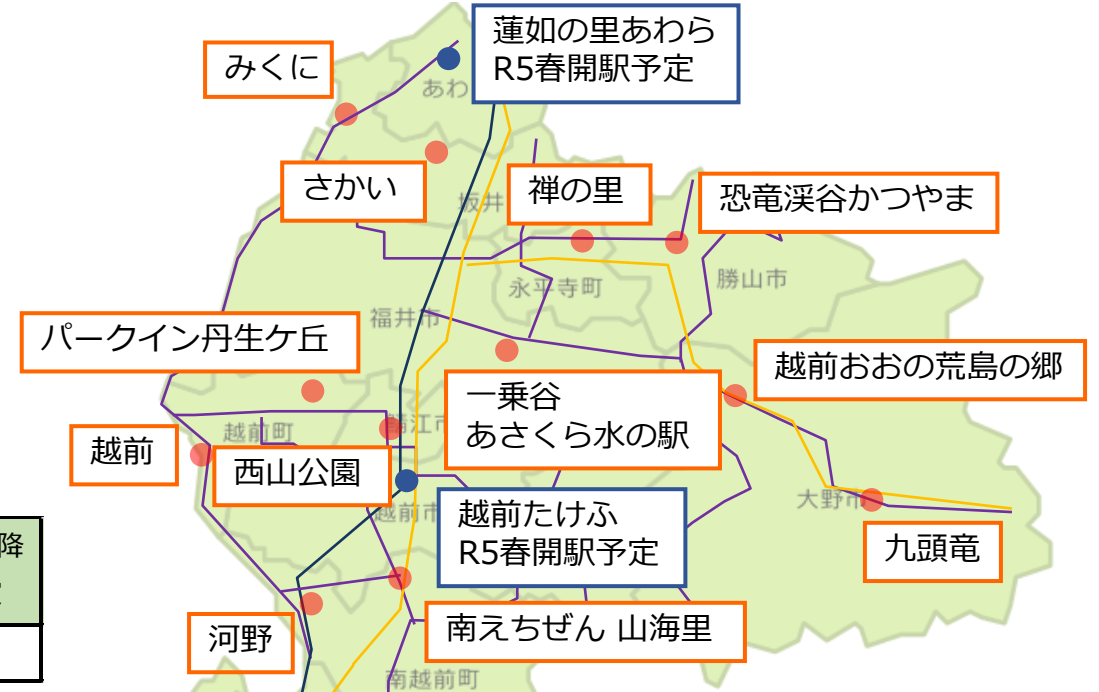 蓮如の里あわら
R5春開駅予定
みくに
あわ
さかい
坂井
禅の里
恐竜渓谷かつやま
勝山市
永平寺町
福井市
パークイン丹生ケ丘
越前おおの荒島の郷
一乗谷
あさくら水の駅
鯖江市
越前町
越前
西山公園
大野市
越前市
越前たけふ
R5春開駅予定
九頭竜
降
南えちぜん 山海里
河野
南越前町